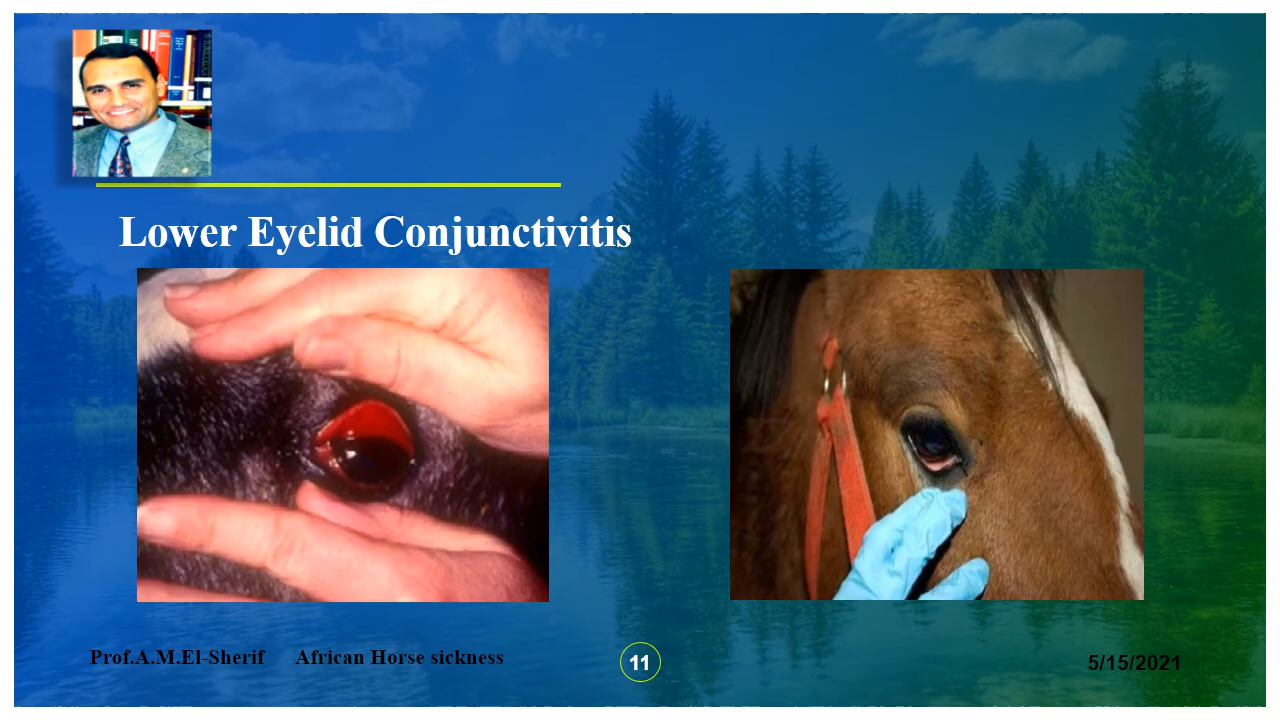 Lower Eyelid Conjunctivitis
Prof.A.M.El-Sherif African Horse sickness
11
5/15/2021